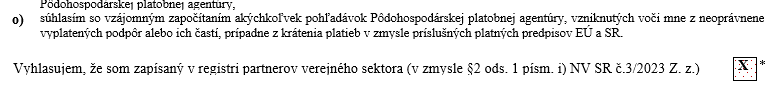 Pôdohospodárskej platobnej agentúry,
o) súhlasím so vzájomným započítaním akýchkoľvek pohľadávok Pôdohospodárskej platobnej agentúry, vzniknutých voči mne z neoprávnene
vyplatených podpôr alebo ich častí, prípadne z krátenia platieb v zmysle príslušných platných predpisov EÚ a SR.
Vyhlasujem, že som zapísaný v registri partnerov verejného sektora (v zmysle §2 ods. 1 písm. i) NV SR č.3/2023 Z. z.) X *